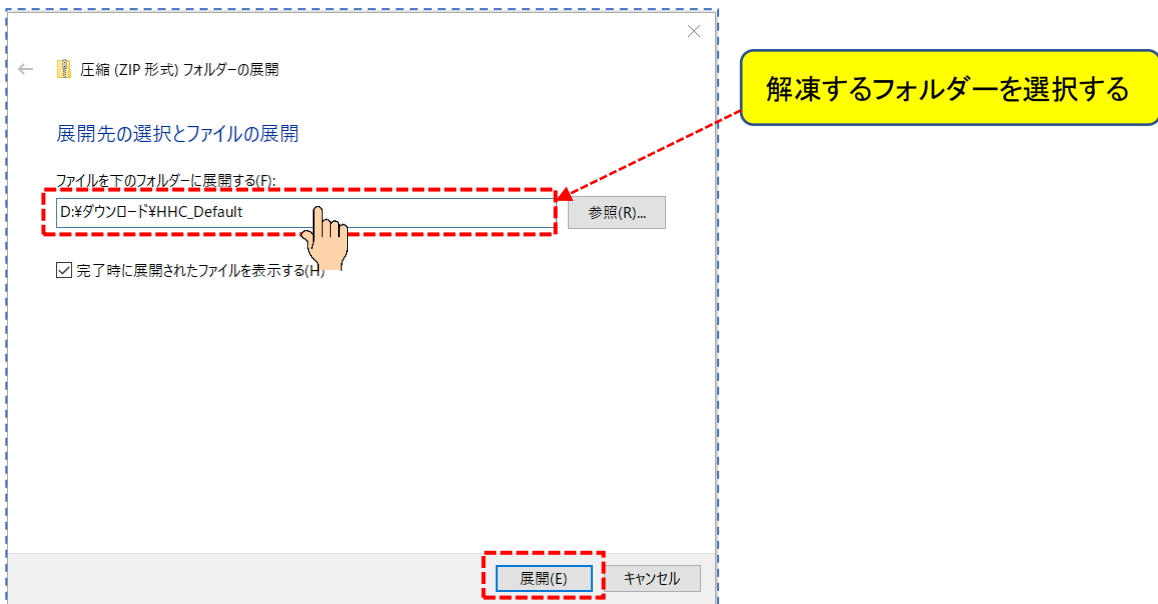 圧縮 (ZIP 形式) フォルダーの展開
解凍するフォルダーを選択する
展開先の選択とファイルの展開
ファイルを下のフォルダーに展開する(F):
D:¥ダウンロード¥HHC_Default
参照(R)...
完了時に展開されたファイルを表示する(H)
展開(E)
キャンセル